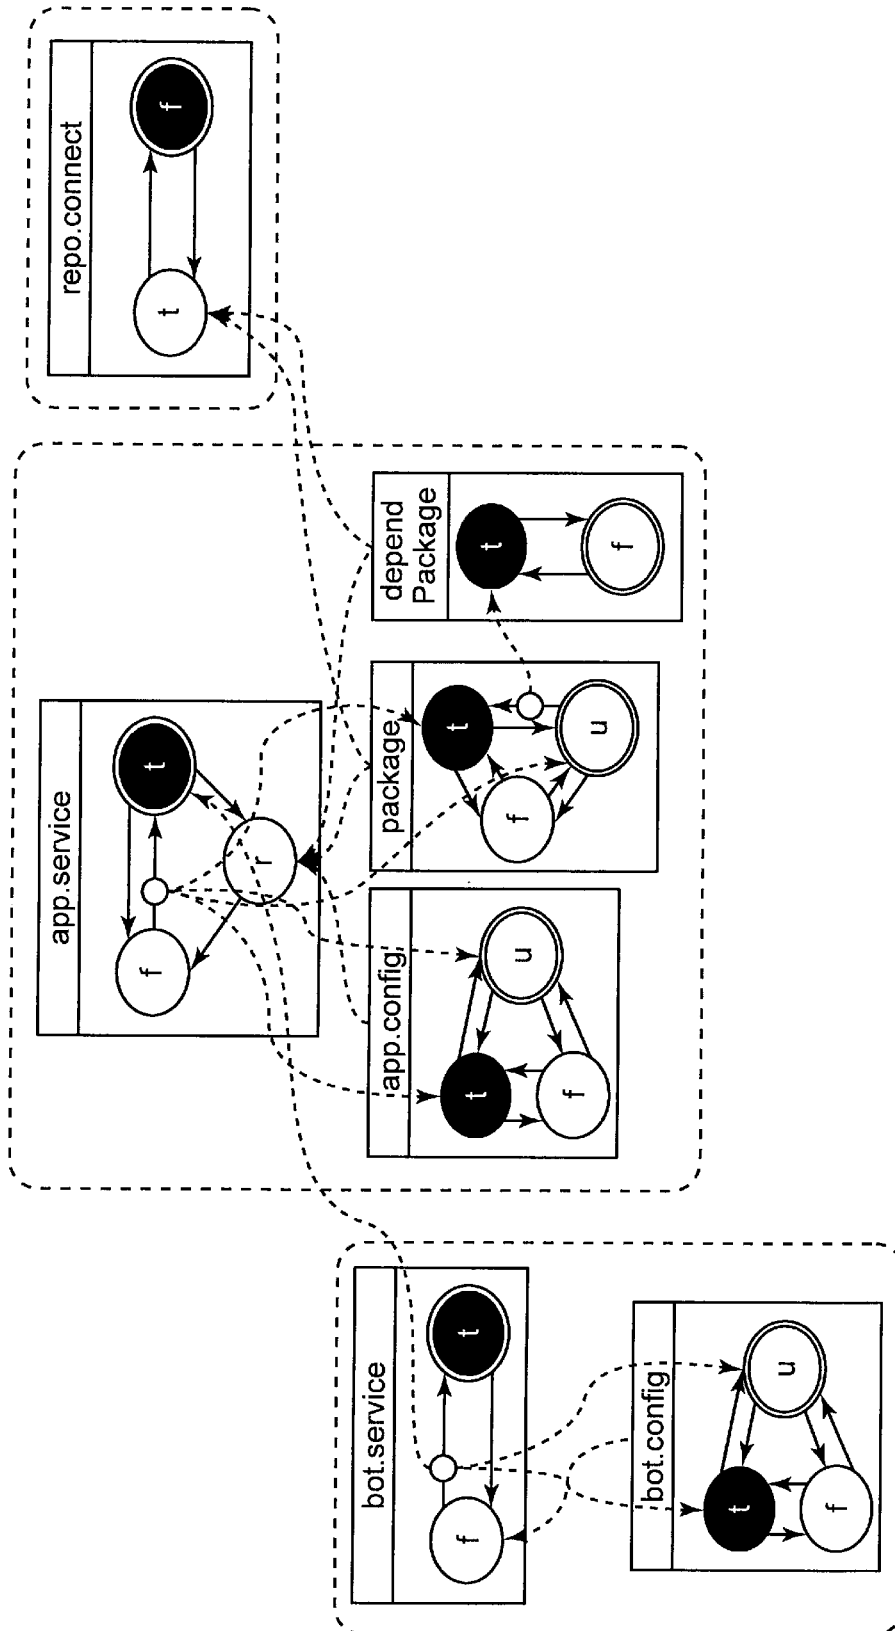 bot.service
f
t
bot.config
t
f
u
app.service
f
t
r
app.config
t
f
u
package
f
t
u
depend
Package
t
f
repo.connect
t
f